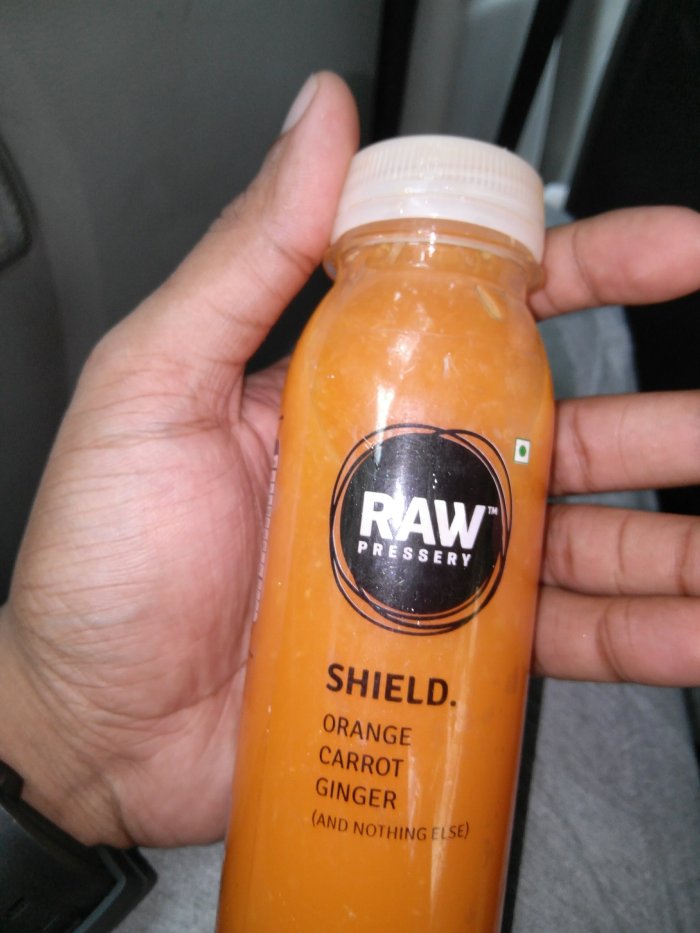 RAW™
PRESSERY
SHIELD.
ORANGE
CARROT
GINGER
(AND NOTHING ELSE)